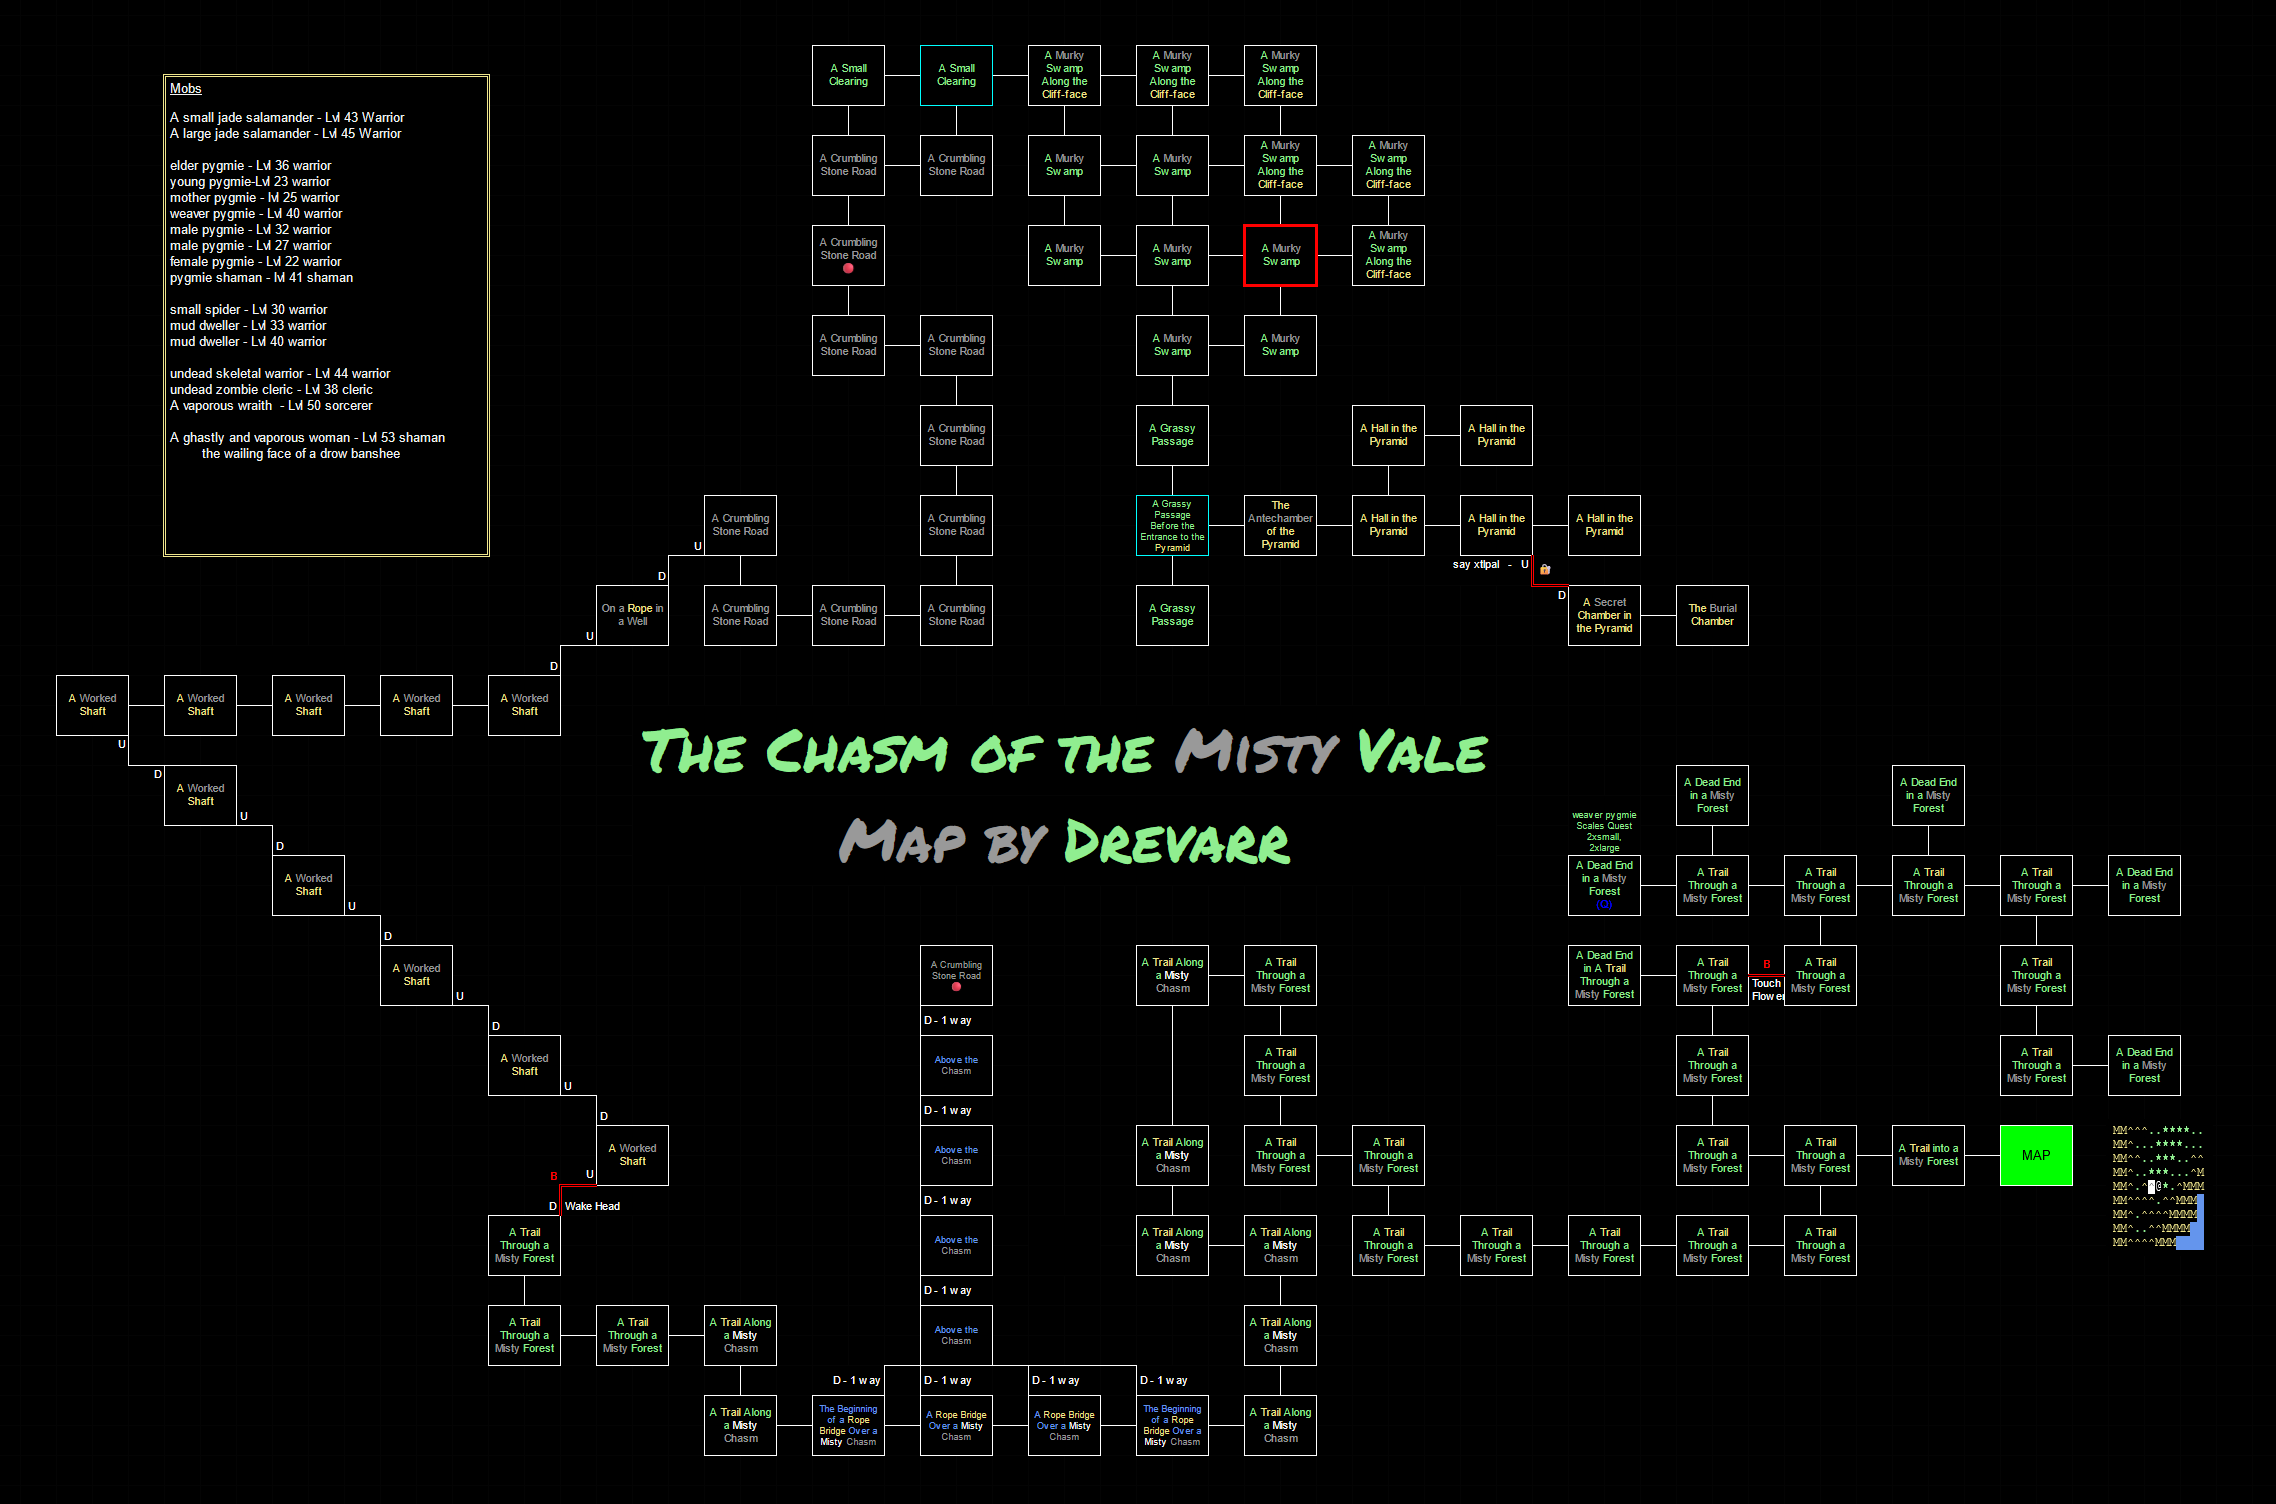 Mobs
A small jade salamander - Lvl 43 Warrior
A large jade salamander - Lvl 45 Warrior
elder pygmie - Lvl 36 warrior
young pygmie-Lvl 23 warrior
mother pygmie - lvl 25 warrior
weaver pygmie - Lvl 40 warrior
male pygmie - Lvl 32 warrior
male pygmie - Lvl 27 warrior
female pygmie - Lvl 22 warrior
pygmie shaman - lvl 41 shaman
small spider - Lvl 30 warrior
mud dweller - Lvl 33 warrior
mud dweller - Lvl 40 warrior
undead skeletal warrior - Lvl 44 warrior
undead zombie cleric - Lvl 38 cleric
A vaporous wraith - Lvl 50 sorcerer
A ghastly and vaporous woman - Lvl 53 shaman
the wailing face of a drow banshee
A Small
Clearing
A Small
Clearing
A Murky
Swamp
Along the
Cliff-face
A Murky
Swamp
Along the
Cliff-face
A Murky
Swamp
Along the
Cliff-face
A Crumbling
Stone Road
A Crumbling
Stone Road
A Murky
Swamp
A Murky
Swamp
A Murky
Swamp
Along the
Cliff-face
A Murky
Swamp
Along the
Cliff-face
A Crumbling
Stone Road
A Murky
Swamp
A Murky
Swamp
A Murky
Swamp
A Murky
Swamp
Along the
Cliff-face
A Crumbling
Stone Road
A Crumbling
Stone Road
A Murky
Swamp
A Murky
Swamp
A Crumbling
Stone Road
A Grassy
Passage
A Hall in the
Pyramid
A Hall in the
Pyramid
A Crumbling
Stone Road
U
A Crumbling
Stone Road
A Grassy
Passage
Before the
Entrance to the
Pyramid
The
Antechamber
of the
Pyramid
A Hall in the
Pyramid
A Hall in the
Pyramid
A Hall in the
Pyramid
say xtlpal - U
D
On a Rope in
a Well
U
A Crumbling
Stone Road
A Crumbling
Stone Road
A Crumbling
Stone Road
A Grassy
Passage
D
A Secret
Chamber in
the Pyramid
The Burial
Chamber
D
A Worked
Shaft
A Worked
Shaft
A Worked
Shaft
A Worked
Shaft
A Worked
Shaft
U
The Chasm of the Misty Vale
Map by Drevarr
D
A Worked
Shaft
U
D
A Worked
Shaft
U
D
A Worked
Shaft
U
D
A Worked
Shaft
U
D
A Worked
Shaft
U
B
D
Wake Head
A Trail
Through a
Misty Forest
A Trail
Through a
Misty Forest
A Trail
Through a
Misty Forest
A Trail Along
a Misty
Chasm
A Trail Along
a Misty
Chasm
A Crumbling
Stone Road
D - 1 way
Above the
Chasm
D - 1 way
Above the
Chasm
D - 1 way
Above the
Chasm
D - 1 way
Above the
Chasm
D - 1 way
D - 1 way
D - 1 way
D - 1 way
The Beginning
of a Rope
Bridge Over a
Misty Chasm
A Rope Bridge
Over a Misty
Chasm
A Rope Bridge
Over a Misty
Chasm
The Beginning
of a Rope
Bridge Over a
Misty Chasm
A Trail Along
a Misty
Chasm
A Trail Along
a Misty
Chasm
A Trail Along
a Misty
Chasm
A Trail Along
a Misty
Chasm
A Trail Along
a Misty
Chasm
A Trail Along
a Misty
Chasm
A Trail
Through a
Misty Forest
A Trail
Through a
Misty Forest
A Trail
Through a
Misty Forest
A Trail
Through a
Misty Forest
A Trail
Through a
Misty Forest
A Trail
Through a
Misty Forest
A Trail
Through a
Misty Forest
A Trail
Through a
Misty Forest
A Trail
Through a
Misty Forest
A Dead End
in a Misty
Forest
A Dead End
in a Misty
Forest
weaver pygmie
Scales Quest
2xsmall,
2xlarge
A Dead End
in a Misty
Forest
(Q)
A Trail
Through a
Misty Forest
A Trail
Through a
Misty Forest
A Trail
Through a
Misty Forest
A Trail
Through a
Misty Forest
A Dead End
in a Misty
Forest
A Dead End
in A Trail
Through a
Misty Forest
A Trail
Through a
Misty Forest
B
Touch
Flower
A Trail
Through a
Misty Forest
A Trail
Through a
Misty Forest
A Trail
Through a
Misty Forest
A Trail
Through a
Misty Forest
A Dead End
in a Misty
Forest
A Trail
Through a
Misty Forest
A Trail
Through a
Misty Forest
A Trail into a
Misty Forest
MAP
MM^^^..****..
MM^...****...
MM^^..***..^^
MM^..***...^M
MM^.^^@*.^MMM
MM^^^^.^^MMM
MM^.^^^^MMMM
MM^..^^MMMM
MM^^^^MMM